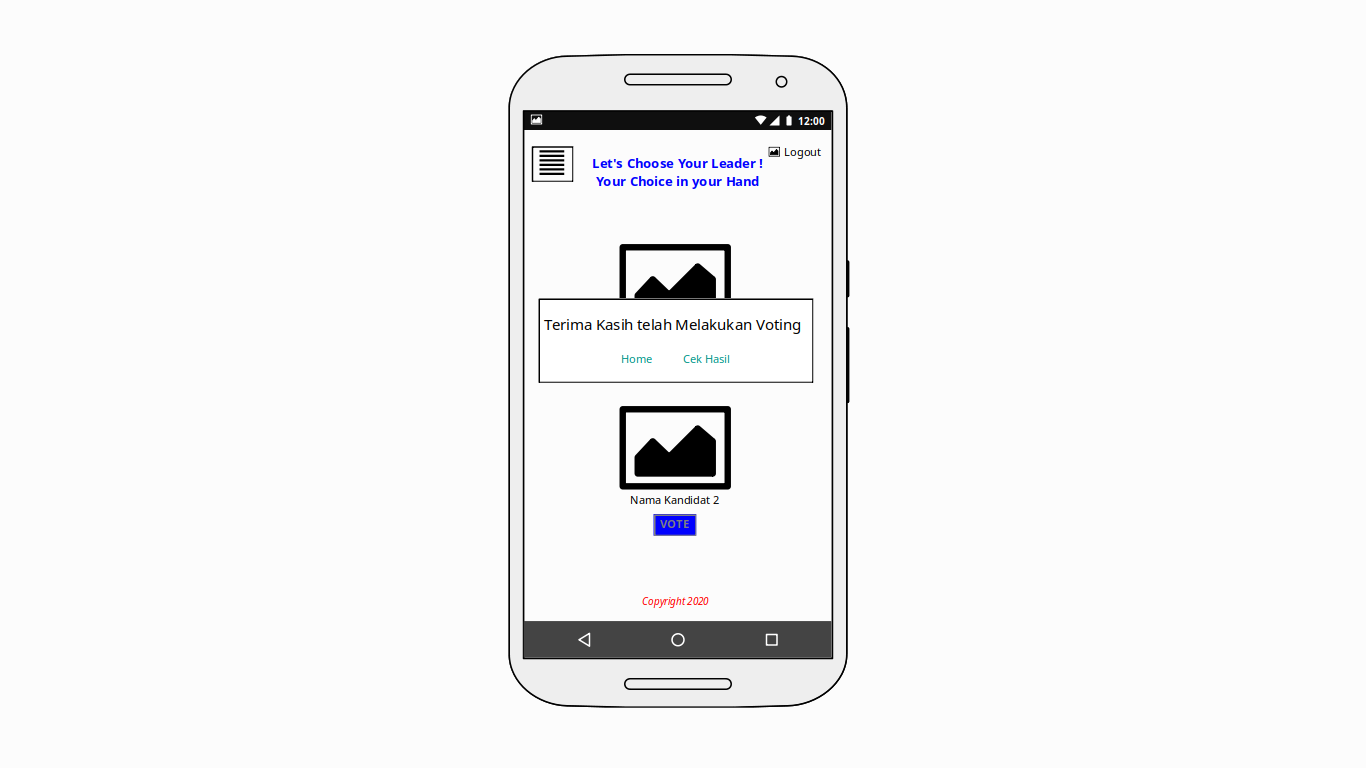 12:00
Logout
Let's Choose Your Leader !
Your Choice in your Hand
Terima Kasih telah Melakukan Voting
Home Cek Hasil
Nama Kandidat 2
VOTE
Copyright 2020